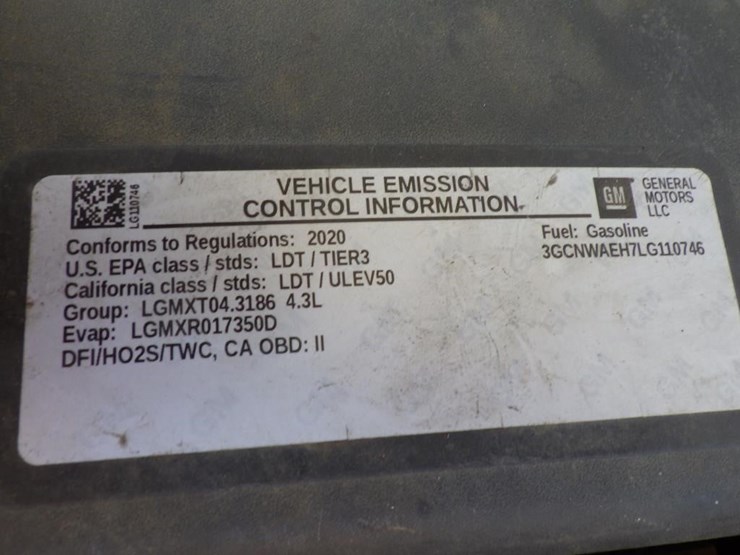 LG110746
VEHICLE EMISSION
CONTROL INFORMATION
GM
GENERAL
MOTORS
LLC
Conforms to Regulations: 2020
U.S. EPA class / stds: LDT / TIER3
California class / stds: LDT / ULEV50
Group: LGMXT04.3186 4.3L
Evap: LGMXR017350D
DFI/HO2S/TWC, CA OBD: II
Fuel: Gasoline
3GCNWAEH7LG110746